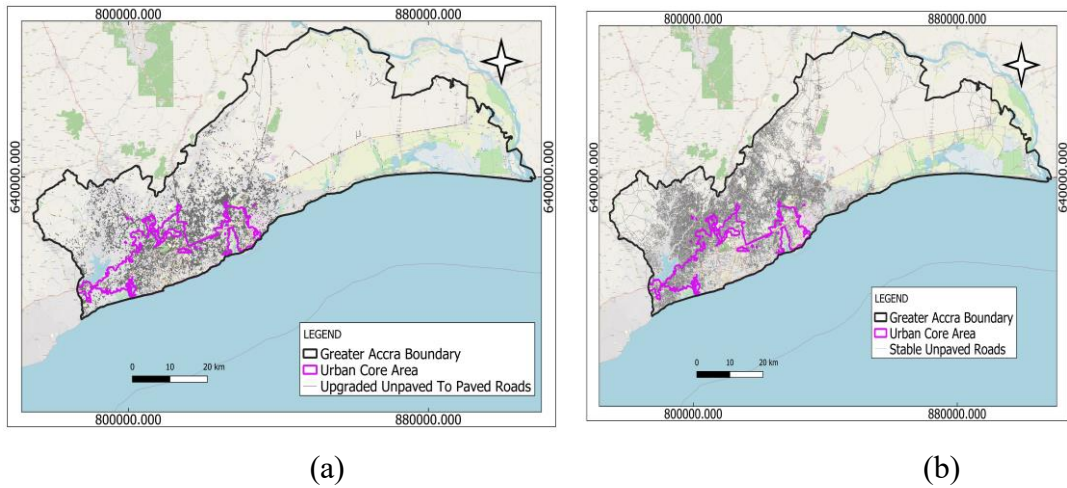 800000.000 880000.000
640000.000 640000.000
LEGEND
Greater Accra Boundary
Urban Core Area
Upgraded Unpaved To Paved Roads
0 10 20 km
800000.000 880000.000
(a)
800000.000 880000.000
640000.000 640000.000
LEGEND
Greater Accra Boundary
Urban Core Area
Stable Unpaved Roads
0 10 20 km
800000.000 880000.000
(b)